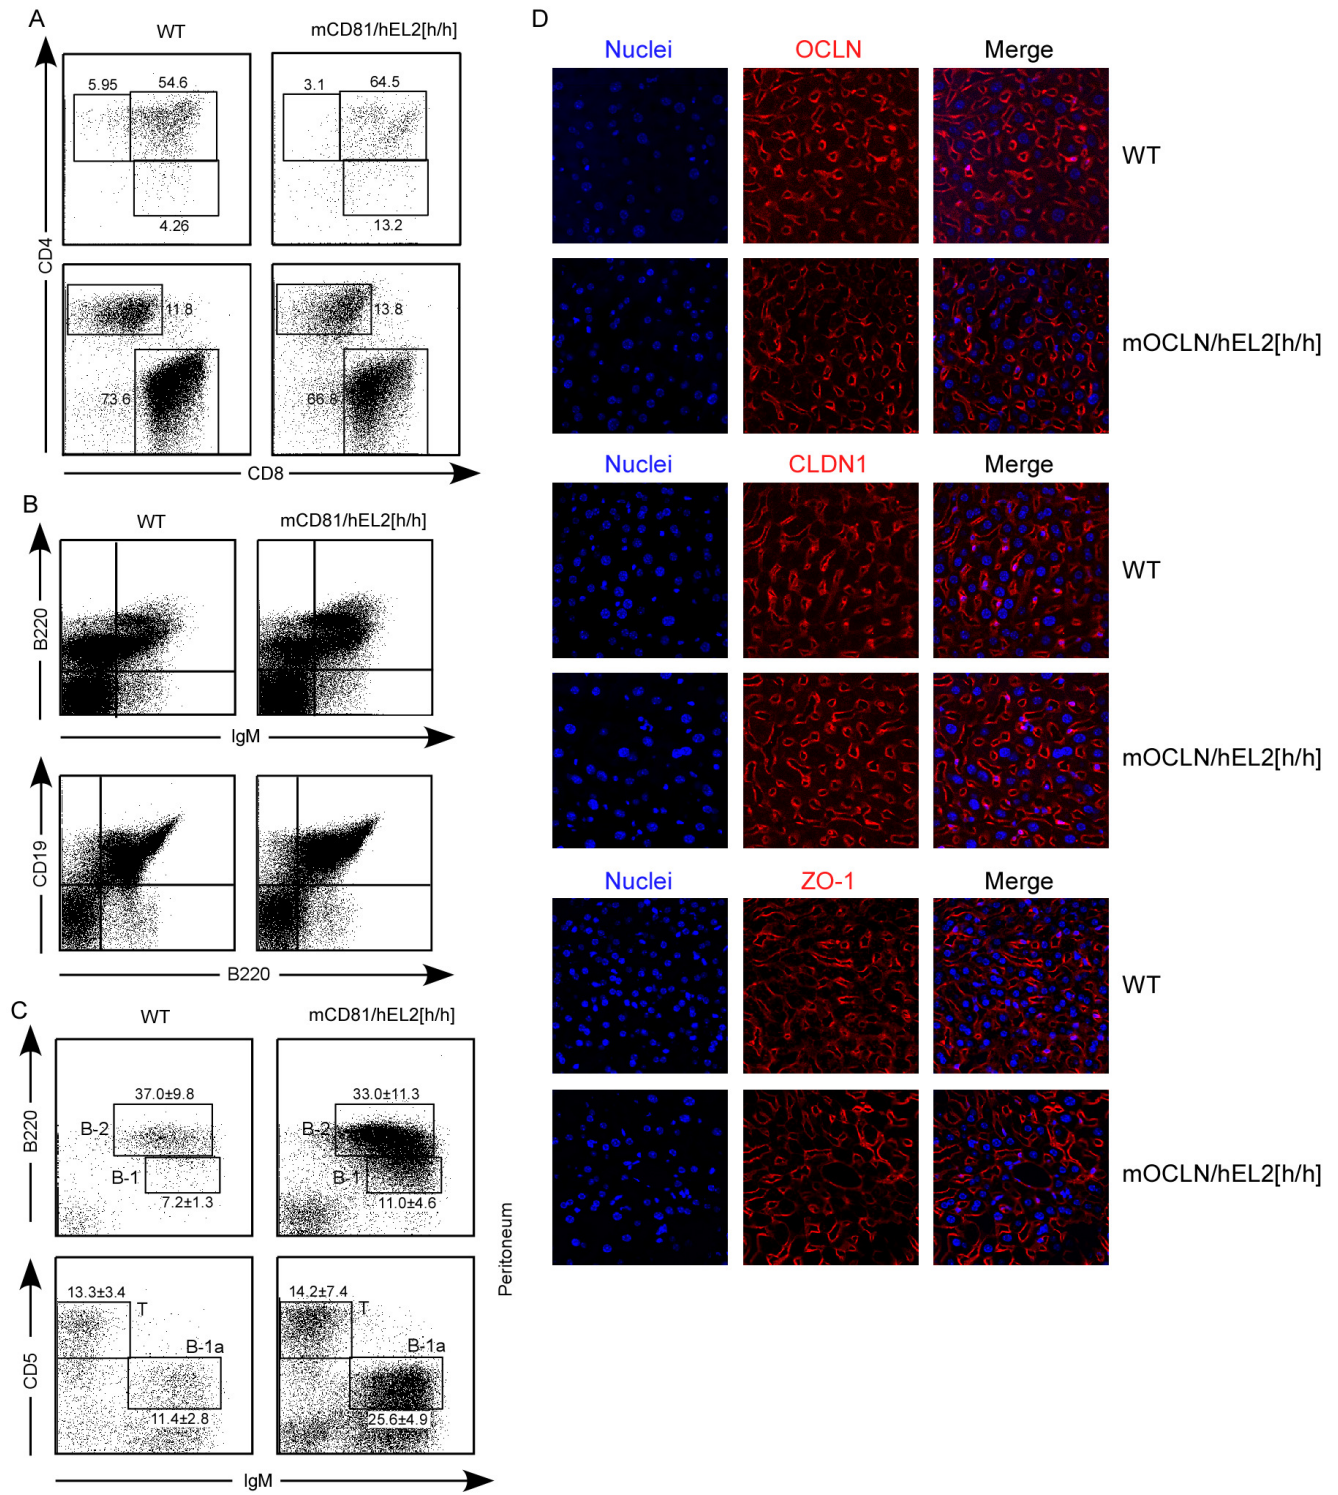 A
WT
mCD81/hEL2[h/h]
5.95
54.6
4.26
3.1
64.5
13.2
11.8
73.6
13.8
66.8
CD4
CD8
B
WT
mCD81/hEL2[h/h]
B220
IgM
CD19
B220
C
WT
mCD81/hEL2[h/h]
37.0±9.8
B-2
B-1
7.2±1.3
33.0±11.3
B-2
B-1
11.0±4.6
B220
13.3±3.4
T
B-1a
11.4±2.8
14.2±7.4
T
B-1a
25.6±4.9
CD5
IgM
Peritoneum
D
Nuclei OCLN Merge
WT
mOCLN/hEL2[h/h]
Nuclei CLDN1 Merge
WT
mOCLN/hEL2[h/h]
Nuclei ZO-1 Merge
WT
mOCLN/hEL2[h/h]